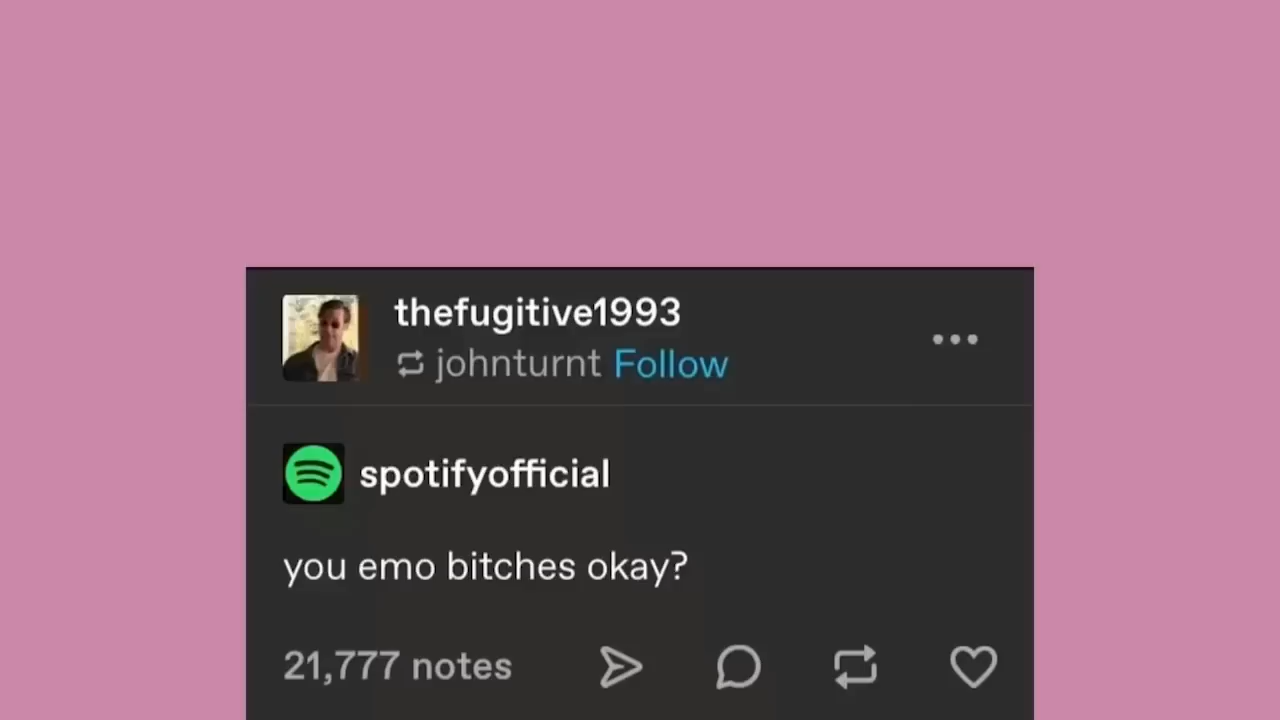 thefugitive1993
johnturnt Follow
spotifyofficial
you emo bitches okay?
21,777 notes